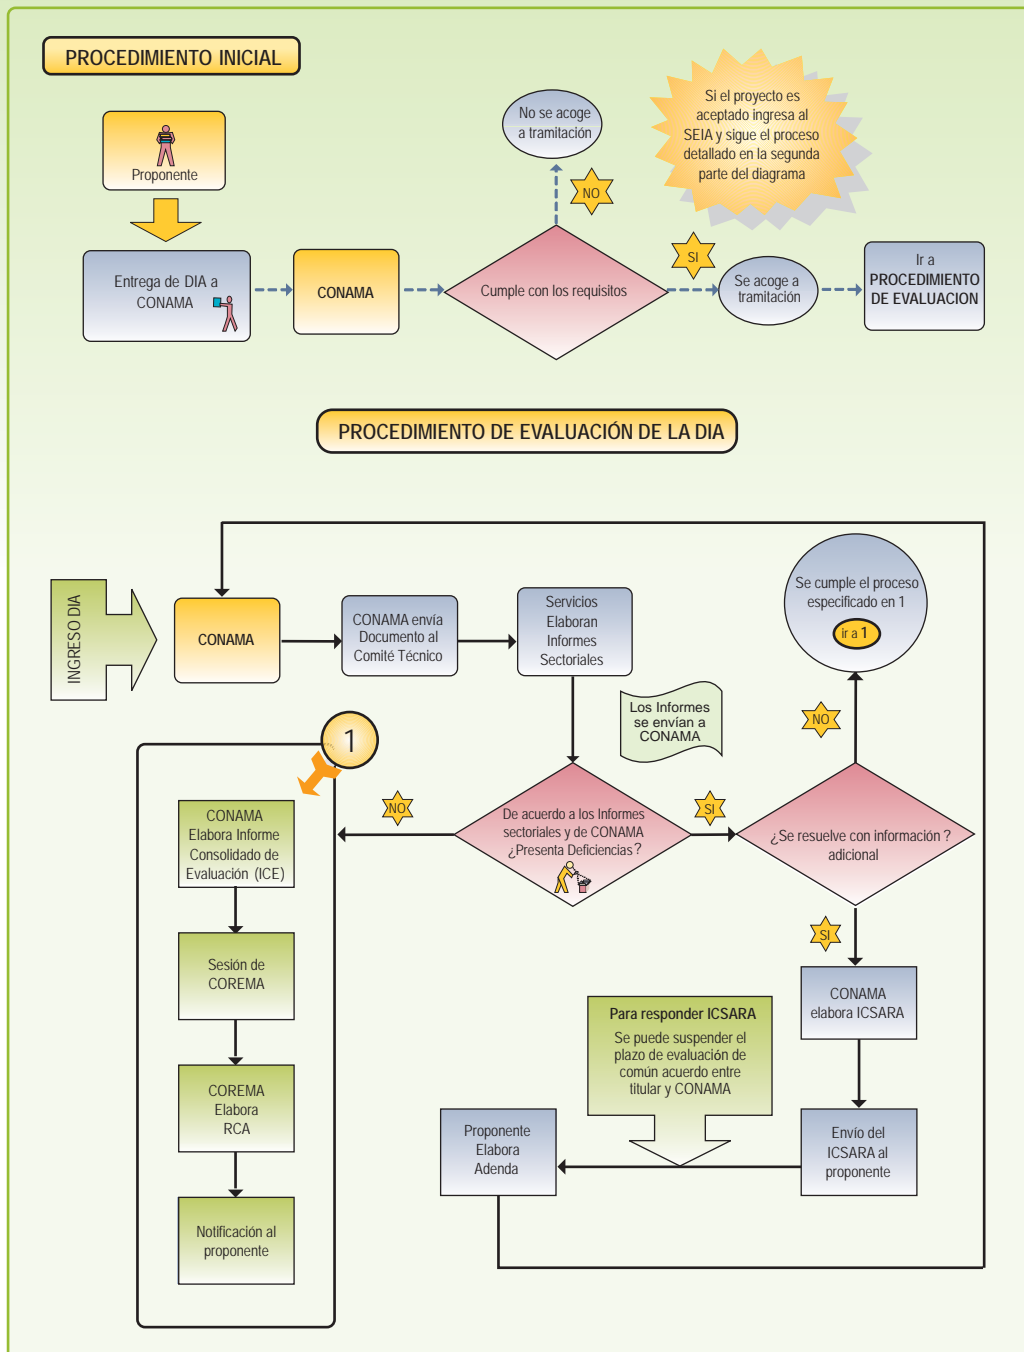 PROCEDIMIENTO INICIAL
Proponente
Entrega de DIA a
CONAMA
CONAMA
Cumple con los requisitos
NO
No se acoge
a tramitación
SI
Se acoge a
tramitación
Ir a
PROCEDIMIENTO
DE EVALUACION
Si el proyecto es
aceptado ingresa al
SEIA y sigue el proceso
detallado en la segunda
parte del diagrama
PROCEDIMIENTO DE EVALUACIÓN DE LA DIA
INGRESO DIA
CONAMA
CONAMA envía
Documento al
Comité Técnico
Servicios
Elaboran
Informes
Sectoriales
Los Informes
se envían a
CONAMA
De acuerdo a los Informes
sectoriales y de CONAMA
¿Presenta Deficiencias?
NO
SI
¿Se resuelve con información ?
adicional
NO
Se cumple el proceso
especificado en 1
ir a 1
SI
CONAMA
elabora ICSARA
Envío del
ICSARA al
proponente
Para responder ICSARA
Se puede suspender el
plazo de evaluación de
común acuerdo entre
titular y CONAMA
Proponente
Elabora
Adenda
1
CONAMA
Elabora Informe
Consolidado de
Evaluación (ICE)
Sesión de
COREMA
COREMA
Elabora
RCA
Notificación al
proponente